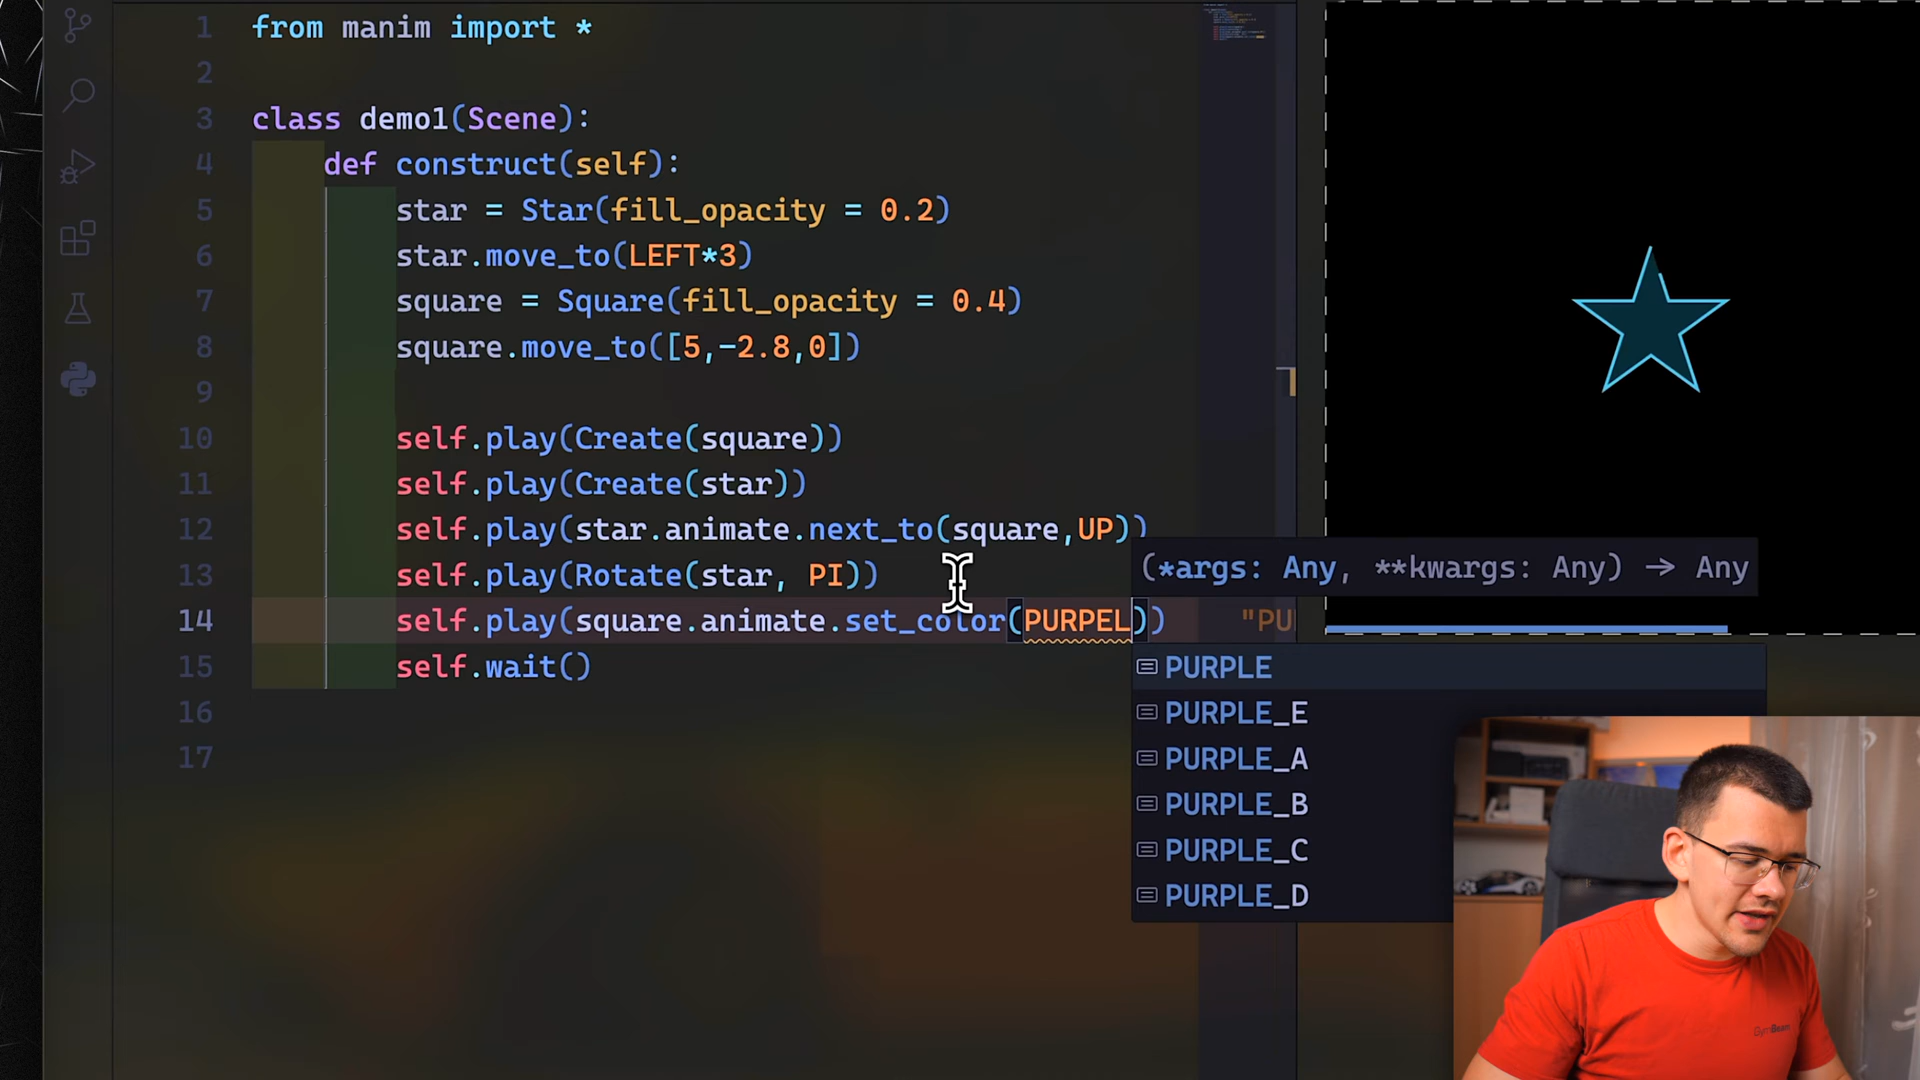 1 from manim import *
2
3 class demo1(Scene):
4 def construct(self):
5 star = Star(fill_opacity = 0.2)
6 star.move_to(LEFT*3)
7 square = Square(fill_opacity = 0.4)
8 square.move_to([5,-2.8,0])
9
10 self.play(Create(square))
11 self.play(Create(star))
12 self.play(star.animate.next_to(square,UP))
13 self.play(Rotate(star, PI))
(*args: Any, **kwargs: Any) → Any
14 self.play(square.animate.set_color(PURPEL)) "PU
15 self.wait()
16
17
PURPLE
PURPLE_E
PURPLE_A
PURPLE_B
PURPLE_C
PURPLE_D
GymBeam